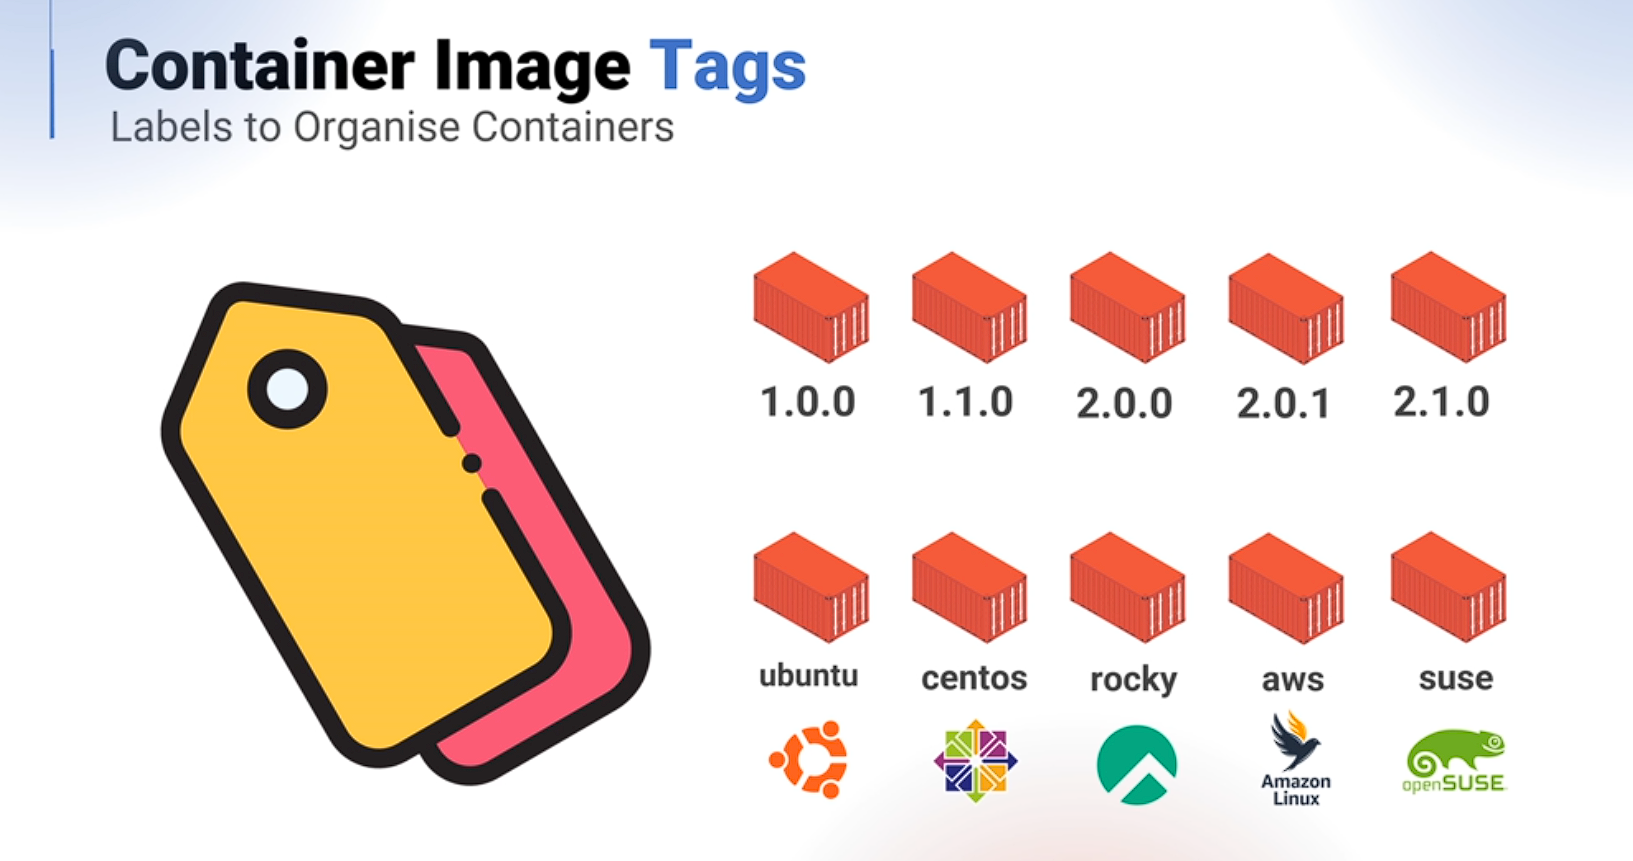 Container Image Tags
Labels to Organise Containers
1.0.0 1.1.0 2.0.0 2.0.1 2.1.0
ubuntu centos rocky aws suse
Amazon
Linux
openSUSE